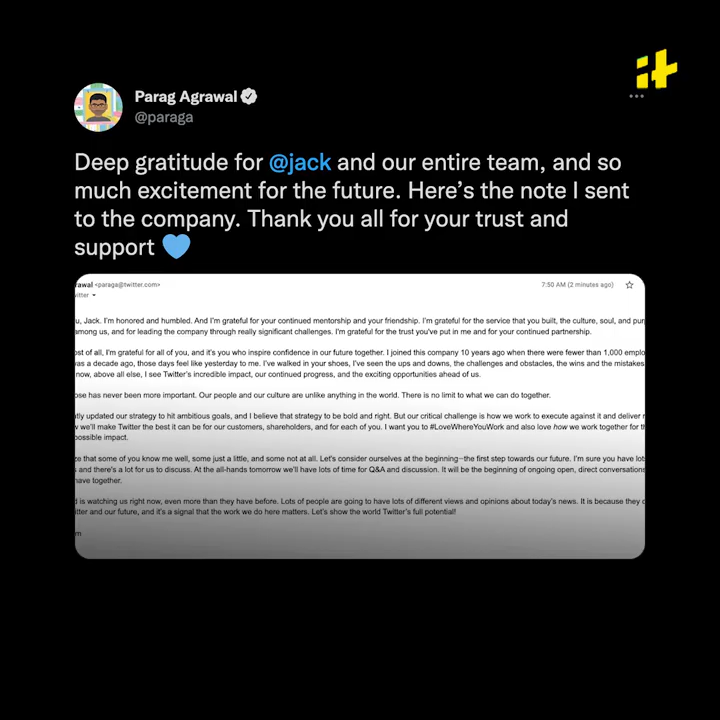 it
Parag Agrawal
@paraga
Deep gratitude for @jack and our entire team, and so
much excitement for the future. Here's the note I sent
to the company. Thank you all for your trust and
support 💙
rawal <paraga@twitter.com>
7:50 AM (2 minutes ago)
vitter
u, Jack. I'm honored and humbled. And I'm grateful for your continued mentorship and your friendship. I'm grateful for the service that you built, the culture, soul, and pur
among us, and for leading the company through really significant challenges. I'm grateful for the trust you've put in me and for your continued partnership.
ost of all, I'm grateful for all of you, and it's you who inspire confidence in our future together. I joined this company 10 years ago when there were fewer than 1,000 emplo
as a decade ago, those days feel like yesterday to me. I've walked in your shoes, I've seen the ups and downs, the challenges and obstacles, the wins and the mistakes
now, above all else, I see Twitter's incredible impact, our continued progress, and the exciting opportunities ahead of us.
ose has never been more important. Our people and our culture are unlike anything in the world. There is no limit to what we can do together.
tly updated our strategy to hit ambitious goals, and I believe that strategy to be bold and right. But our critical challenge is how we work to execute against it and deliver r
w we'll make Twitter the best it can be for our customers, shareholders, and for each of you. I want you to #LoveWhereYouWork and also love how we work together for th
possible impact.
ze that some of you know me well, some just a little, and some not at all. Let's consider ourselves at the beginning–the first step towards our future. I'm sure you have lots
s and there's a lot for us to discuss. At the all-hands tomorrow we'll have lots of time for Q&A and discussion. It will be the beginning of ongoing open, direct conversations
have together.
d is watching us right now, even more than they have before. Lots of people are going to have lots of different views and opinions about today's news. It is because they c
itter and our future, and it's a signal that the work we do here matters. Let's show the world Twitter's full potential!
m